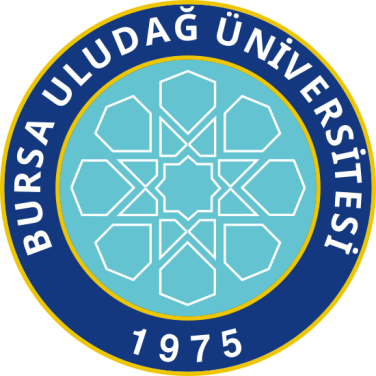 BURSA ULUDAĞ ÜNİVERSİTESİ
1975